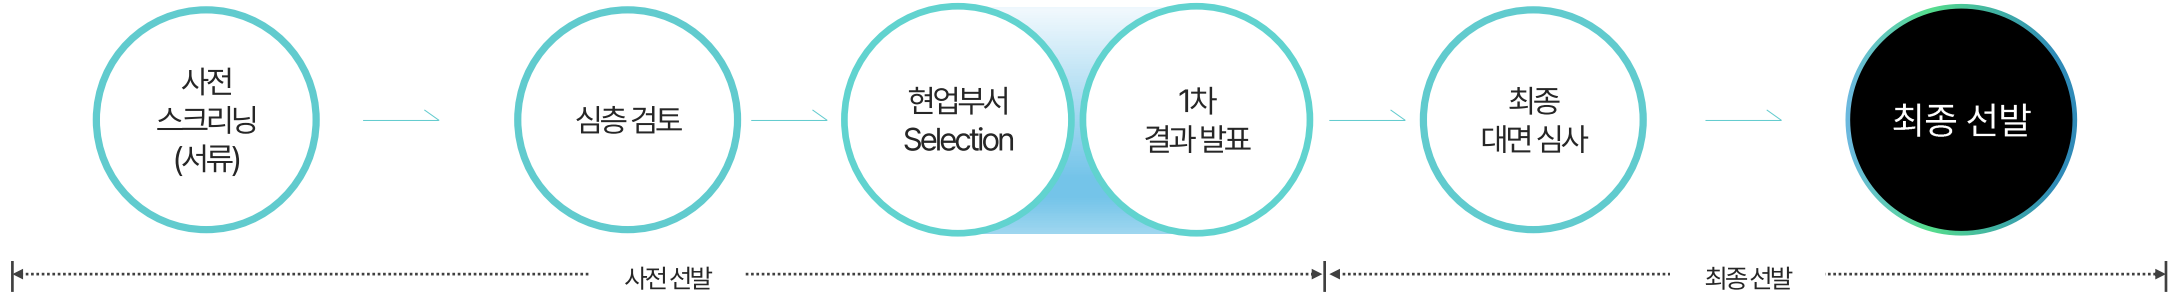 사전
스크리닝
(서류)
심층 검토
현업부서
Selection
1차
결과 발표
최종
대면 심사
최종 선발
사전 선발
최종 선발